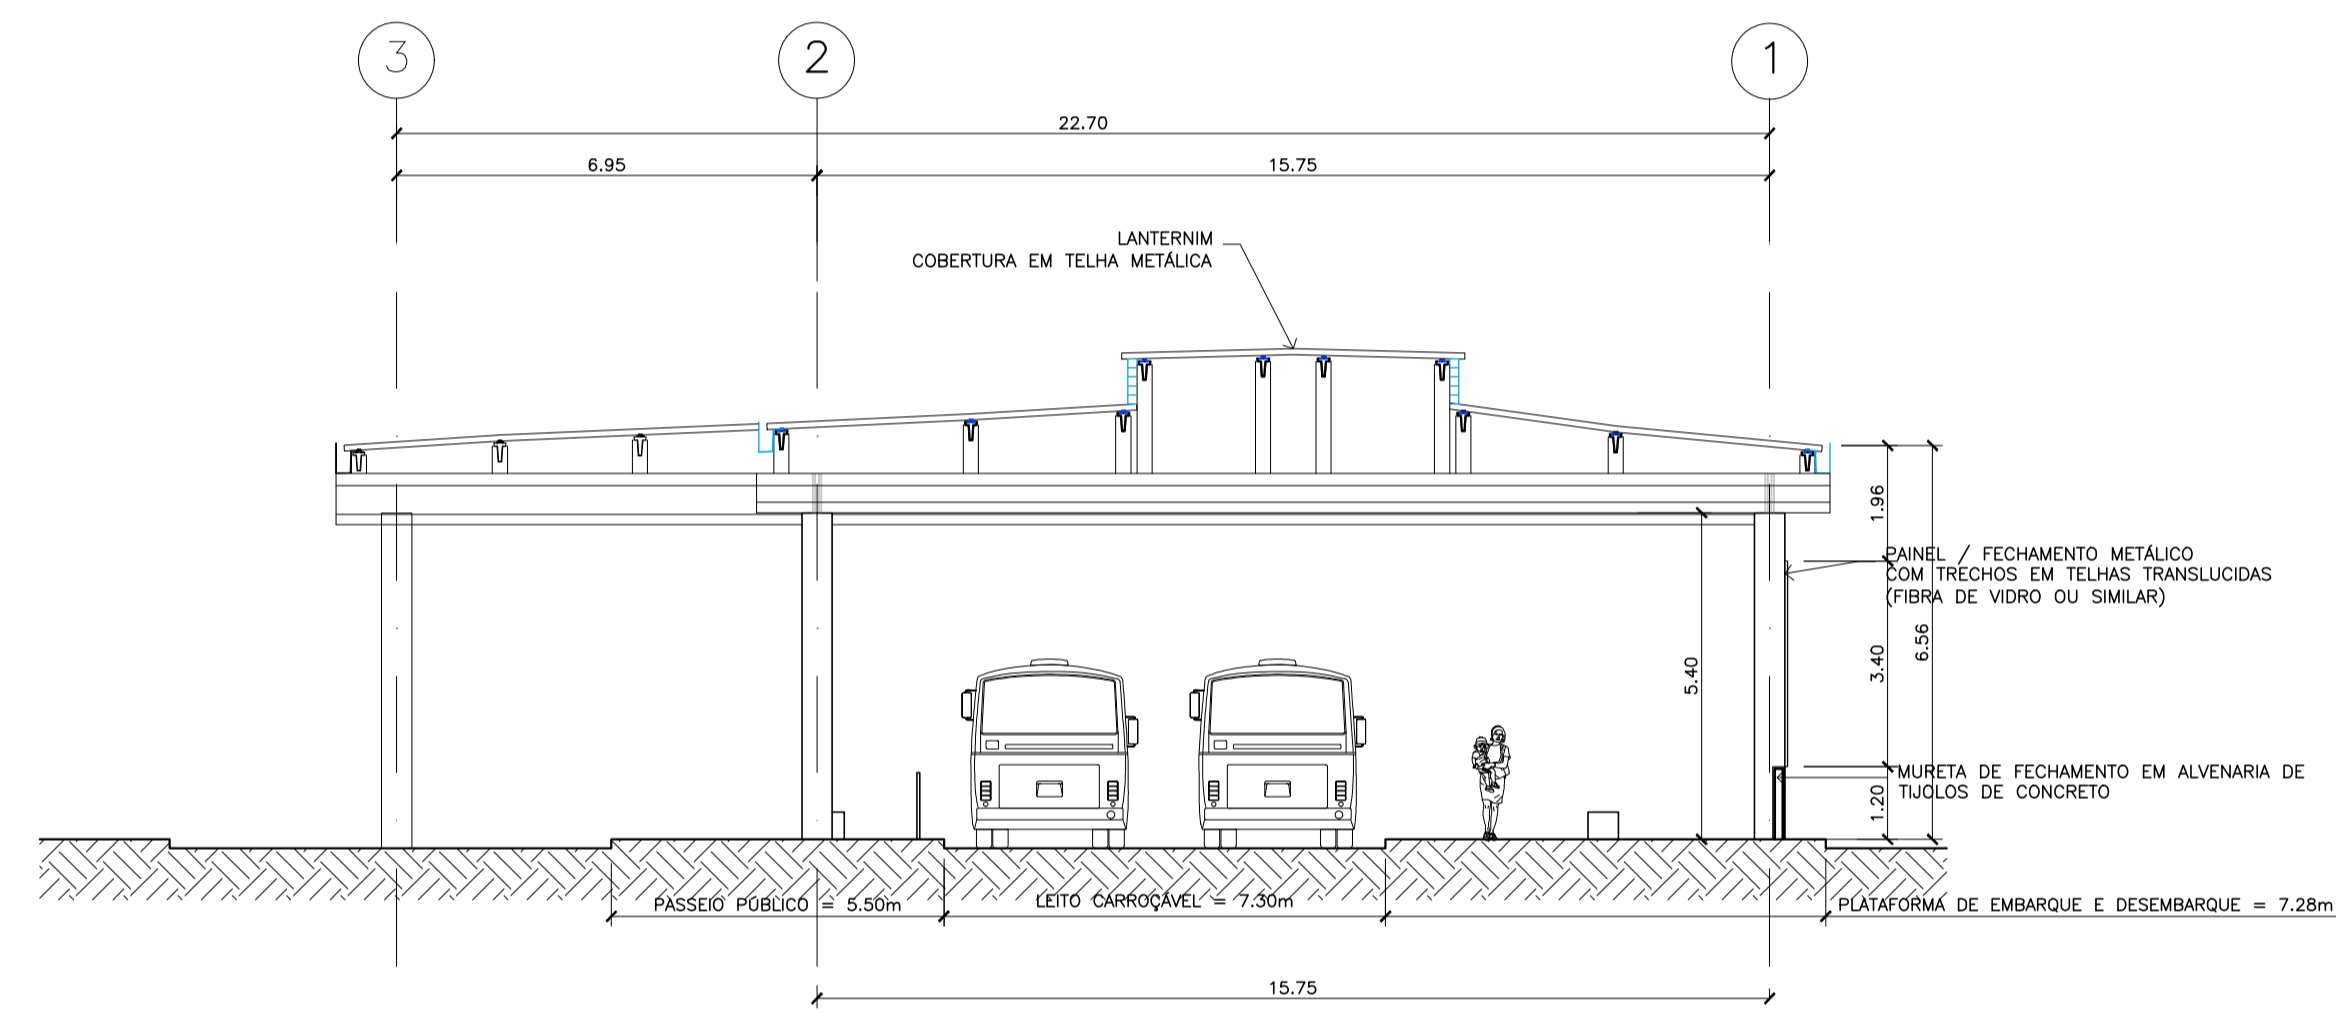 3
2
1
22.70
6.95
15.75
LANTERNIM
COBERTURA EM TELHA METÁLICA
1.96
PAINEL / FECHAMENTO METÁLICO
COM TRECHOS EM TELHAS TRANSLUCIDAS
(FIBRA DE VIDRO OU SIMILAR)
5.40
3.40
6.56
MURETA DE FECHAMENTO EM ALVENARIA DE
TIJOLOS DE CONCRETO
1.20
PASSEIO PÚBLICO = 5.50m
LEITO CARROÇÁVEL = 7.30m
PLATAFORMA DE EMBARQUE E DESEMBARQUE = 7.28m
15.75